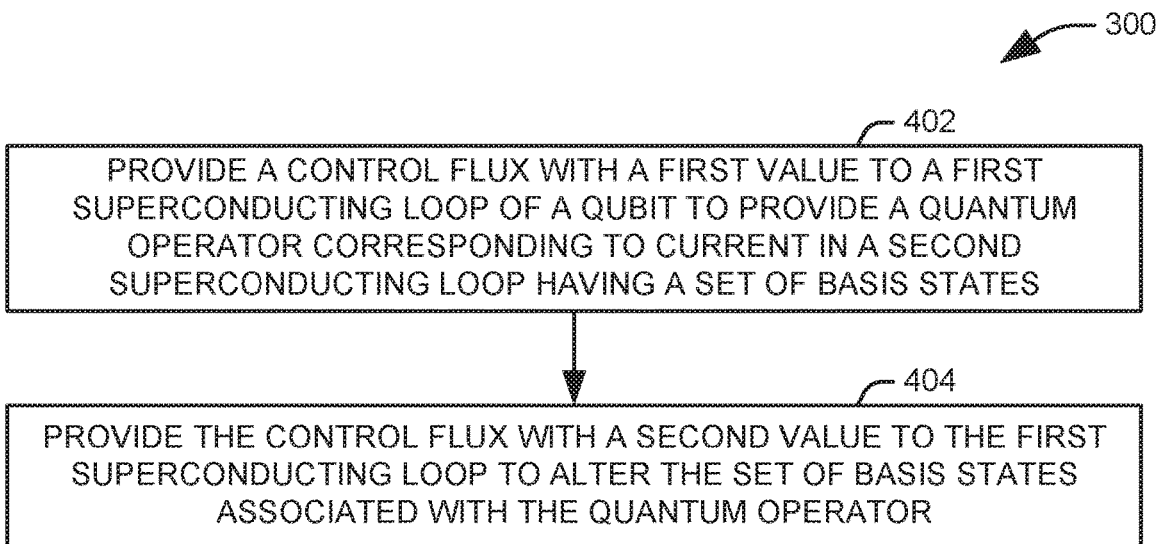 300
402
PROVIDE A CONTROL FLUX WITH A FIRST VALUE TO A FIRST
SUPERCONDUCTING LOOP OF A QUBIT TO PROVIDE A QUANTUM
OPERATOR CORRESPONDING TO CURRENT IN A SECOND
SUPERCONDUCTING LOOP HAVING A SET OF BASIS STATES
404
PROVIDE THE CONTROL FLUX WITH A SECOND VALUE TO THE FIRST
SUPERCONDUCTING LOOP TO ALTER THE SET OF BASIS STATES
ASSOCIATED WITH THE QUANTUM OPERATOR